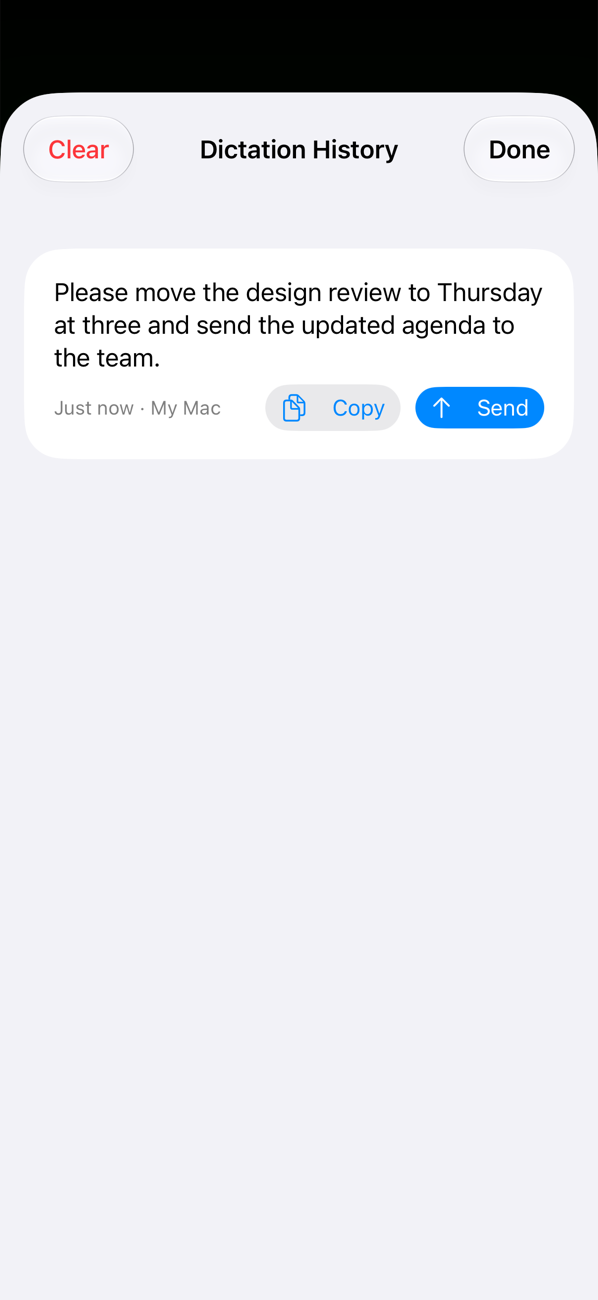 Clear
Dictation History
Done
Please move the design review to Thursday
at three and send the updated agenda to
the team.
Just now · My Mac
Copy
Send